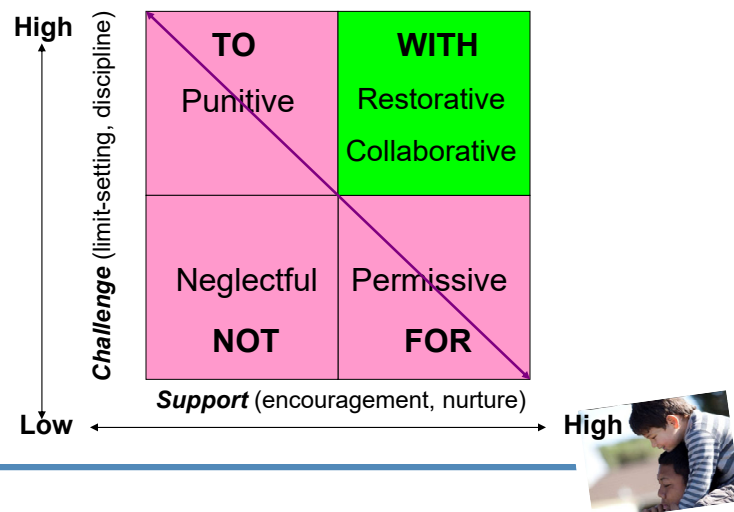 High
TO
Punitive
WITH
Restorative
Collaborative
Challenge (limit-setting, discipline)
Neglectful
NOT
Permissive
FOR
Support (encouragement, nurture)
Low
High